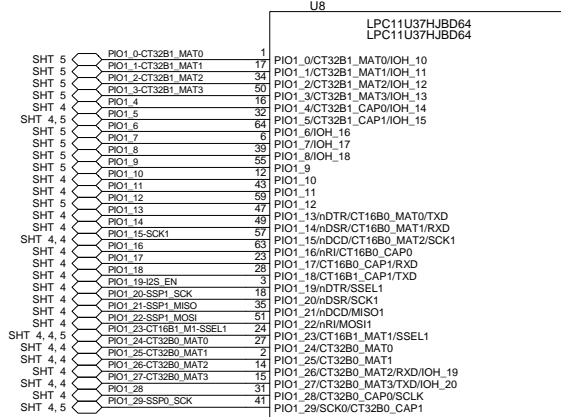 U8
LPC11U37HJBD64
LPC11U37HJBD64
SHT 5 PIO1_0-CT32B1_MAT0 1 PIO1_0/CT32B1_MAT0/IOH_10
SHT 5 PIO1_1-CT32B1_MAT1 17 PIO1_1/CT32B1_MAT1/IOH_11
SHT 5 PIO1_2-CT32B1_MAT2 34 PIO1_2/CT32B1_MAT2/IOH_12
SHT 5 PIO1_3-CT32B1_MAT3 50 PIO1_3/CT32B1_MAT3/IOH_13
SHT 4 PIO1_4 16 PIO1_4/CT32B1_CAP0/IOH_14
SHT 4, 5 PIO1_5 32 PIO1_5/CT32B1_CAP1/IOH_15
SHT 5 PIO1_6 64 PIO1_6/IOH_16
SHT 5 PIO1_7 6 PIO1_7/IOH_17
SHT 5 PIO1_8 39 PIO1_8/IOH_18
SHT 5 PIO1_9 55 PIO1_9
SHT 4 PIO1_10 12 PIO1_10
SHT 4 PIO1_11 43 PIO1_11
SHT 5 PIO1_12 59 PIO1_12
SHT 4 PIO1_13 47 PIO1_13/nDTR/CT16B0_MAT0/TXD
SHT 4 PIO1_14 49 PIO1_14/nDSR/CT16B0_MAT1/RXD
SHT 4, 4 PIO1_15-SCK1 57 PIO1_15/nDCD/CT16B0_MAT2/SCK1
SHT 4 PIO1_16 63 PIO1_16/nRI/CT16B0_CAP0
SHT 4 PIO1_17 23 PIO1_17/CT16B0_CAP1/RXD
SHT 4 PIO1_18 28 PIO1_18/CT16B1_CAP1/TXD
SHT 4 PIO1_19-I2S_EN 3 PIO1_19/nDTR/SSEL1
SHT 4 PIO1_20-SSP1_SCK 18 PIO1_20/nDSR/SCK1
SHT 4 PIO1_21-SSP1_MISO 35 PIO1_21/nDCD/MISO1
SHT 4 PIO1_22-SSP1_MOSI 51 PIO1_22/nRI/MOSI1
SHT 4, 4, 5 PIO1_23-CT16B1_M1-SSEL1 24 PIO1_23/CT16B1_MAT1/SSEL1
SHT 4, 4 PIO1_24-CT32B0_MAT0 27 PIO1_24/CT32B0_MAT0
SHT 4, 4 PIO1_25-CT32B0_MAT1 2 PIO1_25/CT32B0_MAT1
SHT 4, 4 PIO1_26-CT32B0_MAT2 14 PIO1_26/CT32B0_MAT2/RXD/IOH_19
SHT 4, 4 PIO1_27-CT32B0_MAT3 15 PIO1_27/CT32B0_MAT3/TXD/IOH_20
SHT 4 PIO1_28 31 PIO1_28/CT32B0_CAP0/SCLK
SHT 4, 5 PIO1_29-SSP0_SCK 41 PIO1_29/SCK0/CT32B0_CAP1